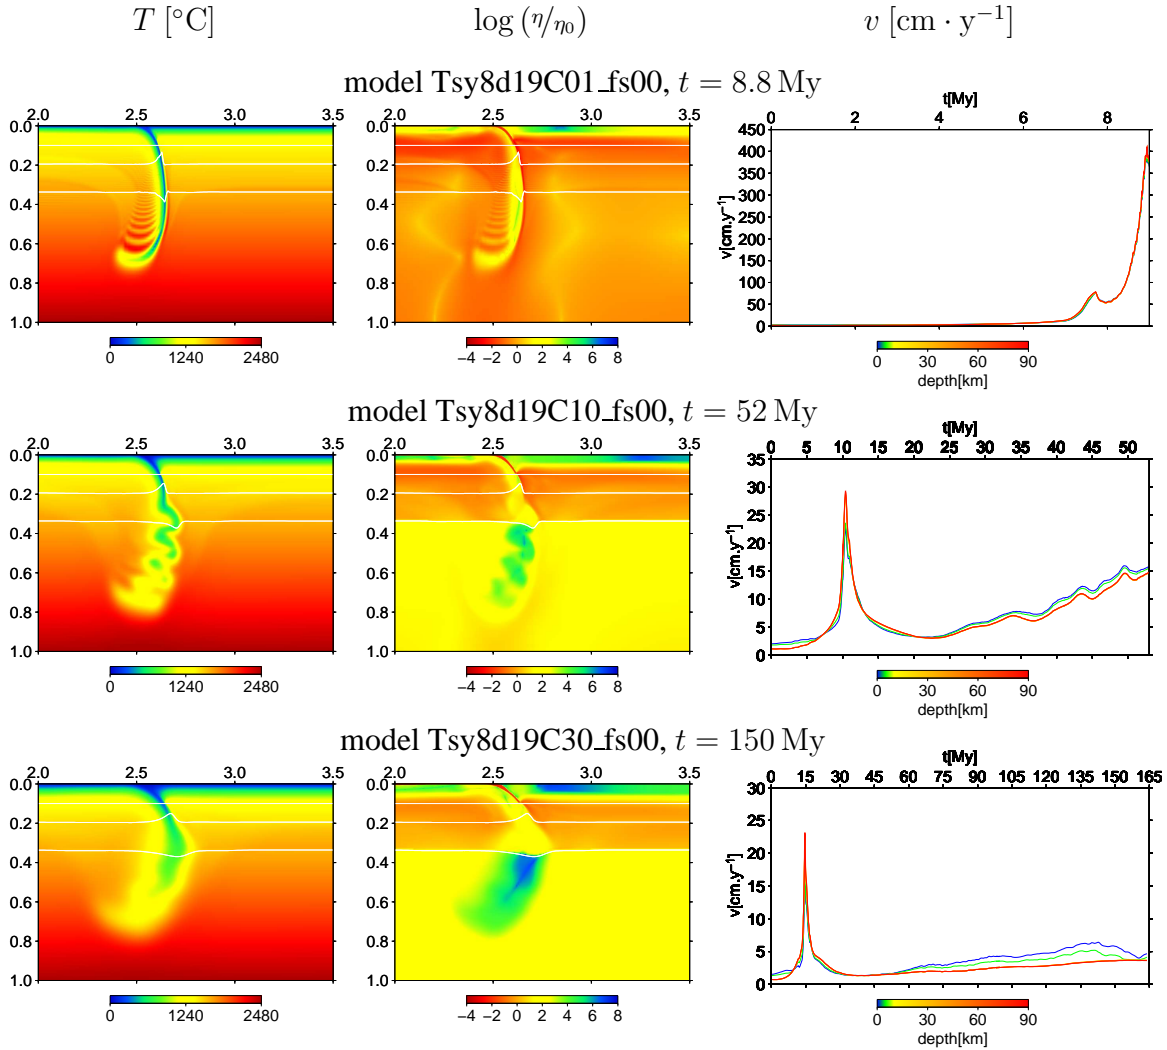 T [°C] log (η/η₀) v [cm · y⁻¹]
model Tsy8d19C01_fs00, t = 8.8 My
2.0 2.5 3.0 3.5
0.0 0.2 0.4 0.6 0.8 1.0
0 1240 2480
2.0 2.5 3.0 3.5
0.0 0.2 0.4 0.6 0.8 1.0
−4 −2 0 2 4 6 8
t[My]
0 2 4 6 8
v[cm.y⁻¹]
450 400 350 300 250 200 150 100 50 0
0 30 60 90
depth[km]
model Tsy8d19C10_fs00, t = 52 My
2.0 2.5 3.0 3.5
0.0 0.2 0.4 0.6 0.8 1.0
0 1240 2480
2.0 2.5 3.0 3.5
0.0 0.2 0.4 0.6 0.8 1.0
−4 −2 0 2 4 6 8
t[My]
0 5 10 15 20 25 30 35 40 45 50
v[cm.y⁻¹]
35 30 25 20 15 10 5 0
0 30 60 90
depth[km]
model Tsy8d19C30_fs00, t = 150 My
2.0 2.5 3.0 3.5
0.0 0.2 0.4 0.6 0.8 1.0
0 1240 2480
2.0 2.5 3.0 3.5
0.0 0.2 0.4 0.6 0.8 1.0
−4 −2 0 2 4 6 8
t[My]
0 15 30 45 60 75 90 105 120 135 150 165
v[cm.y⁻¹]
30 25 20 15 10 5 0
0 30 60 90
depth[km]